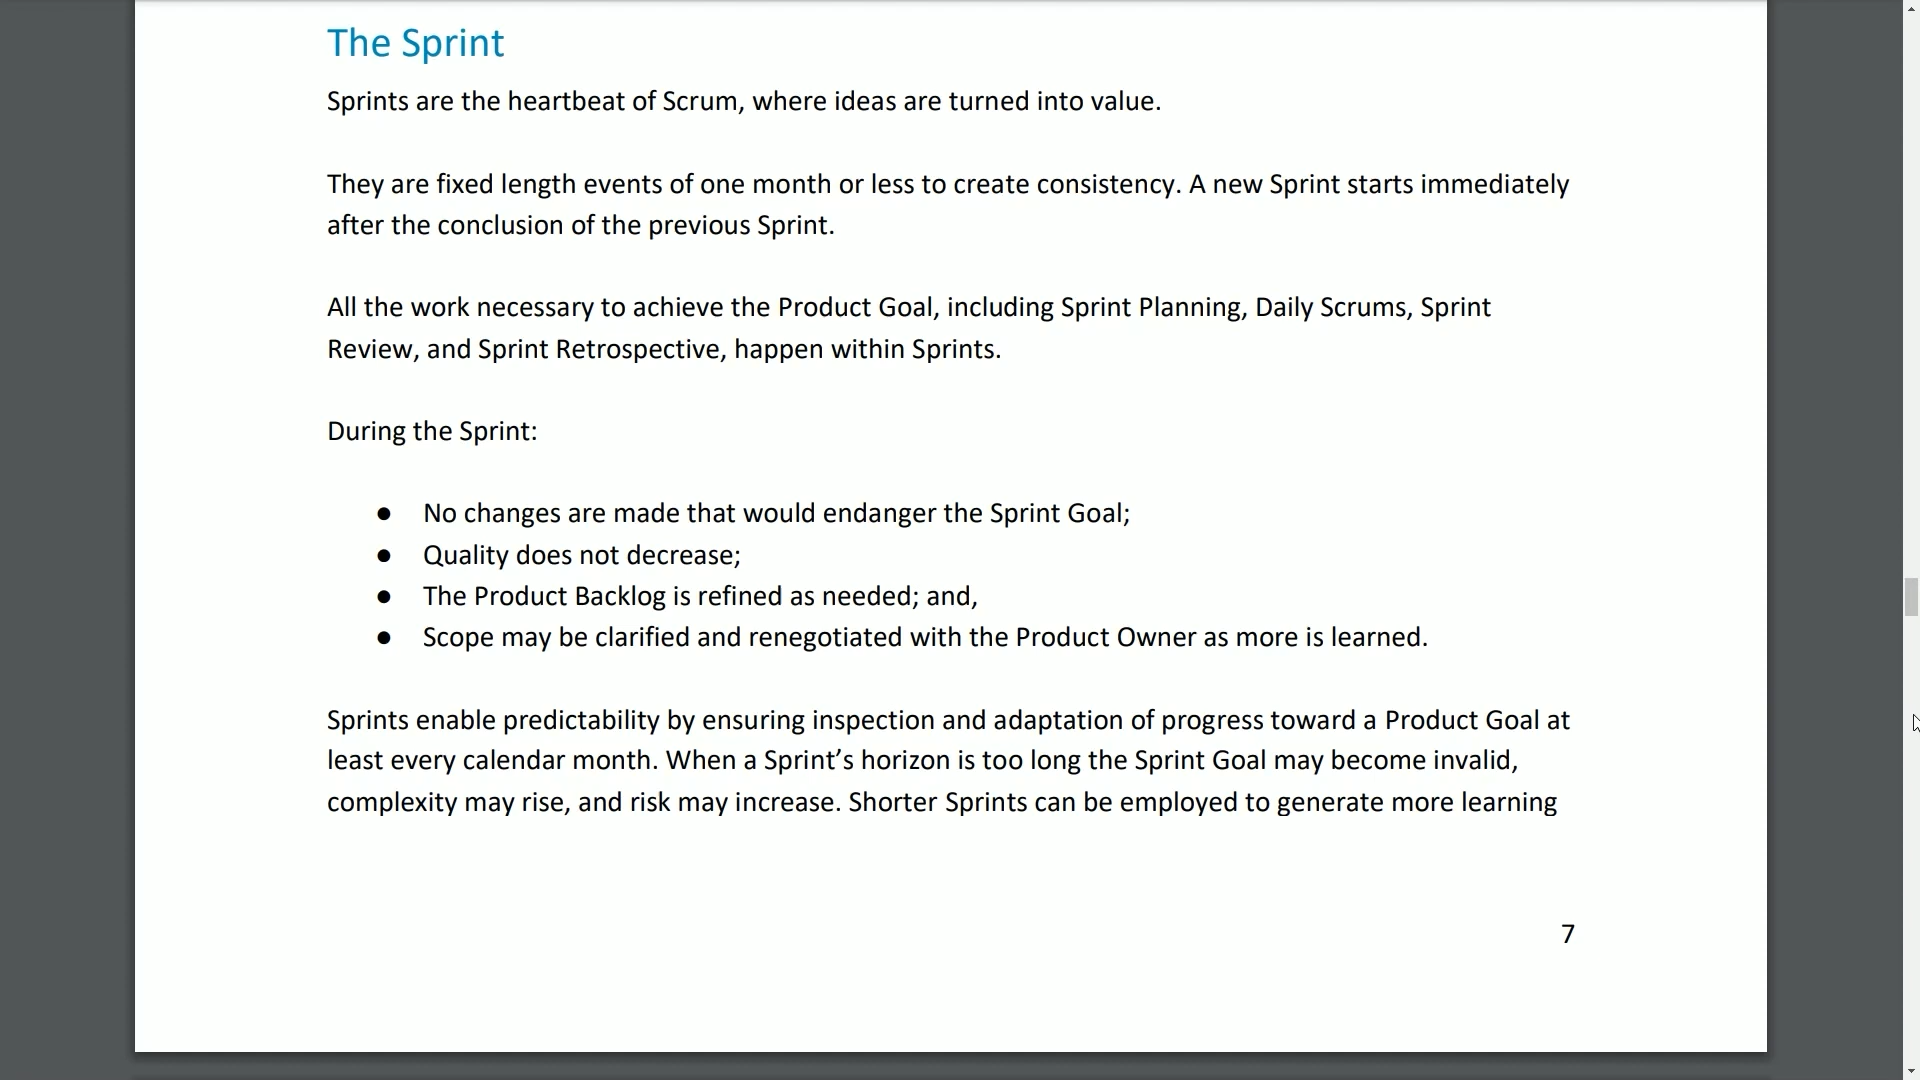 The Sprint
Sprints are the heartbeat of Scrum, where ideas are turned into value.
They are fixed length events of one month or less to create consistency. A new Sprint starts immediately
after the conclusion of the previous Sprint.
All the work necessary to achieve the Product Goal, including Sprint Planning, Daily Scrums, Sprint
Review, and Sprint Retrospective, happen within Sprints.
During the Sprint:
● No changes are made that would endanger the Sprint Goal;
● Quality does not decrease;
● The Product Backlog is refined as needed; and,
● Scope may be clarified and renegotiated with the Product Owner as more is learned.
Sprints enable predictability by ensuring inspection and adaptation of progress toward a Product Goal at
least every calendar month. When a Sprint’s horizon is too long the Sprint Goal may become invalid,
complexity may rise, and risk may increase. Shorter Sprints can be employed to generate more learning
7